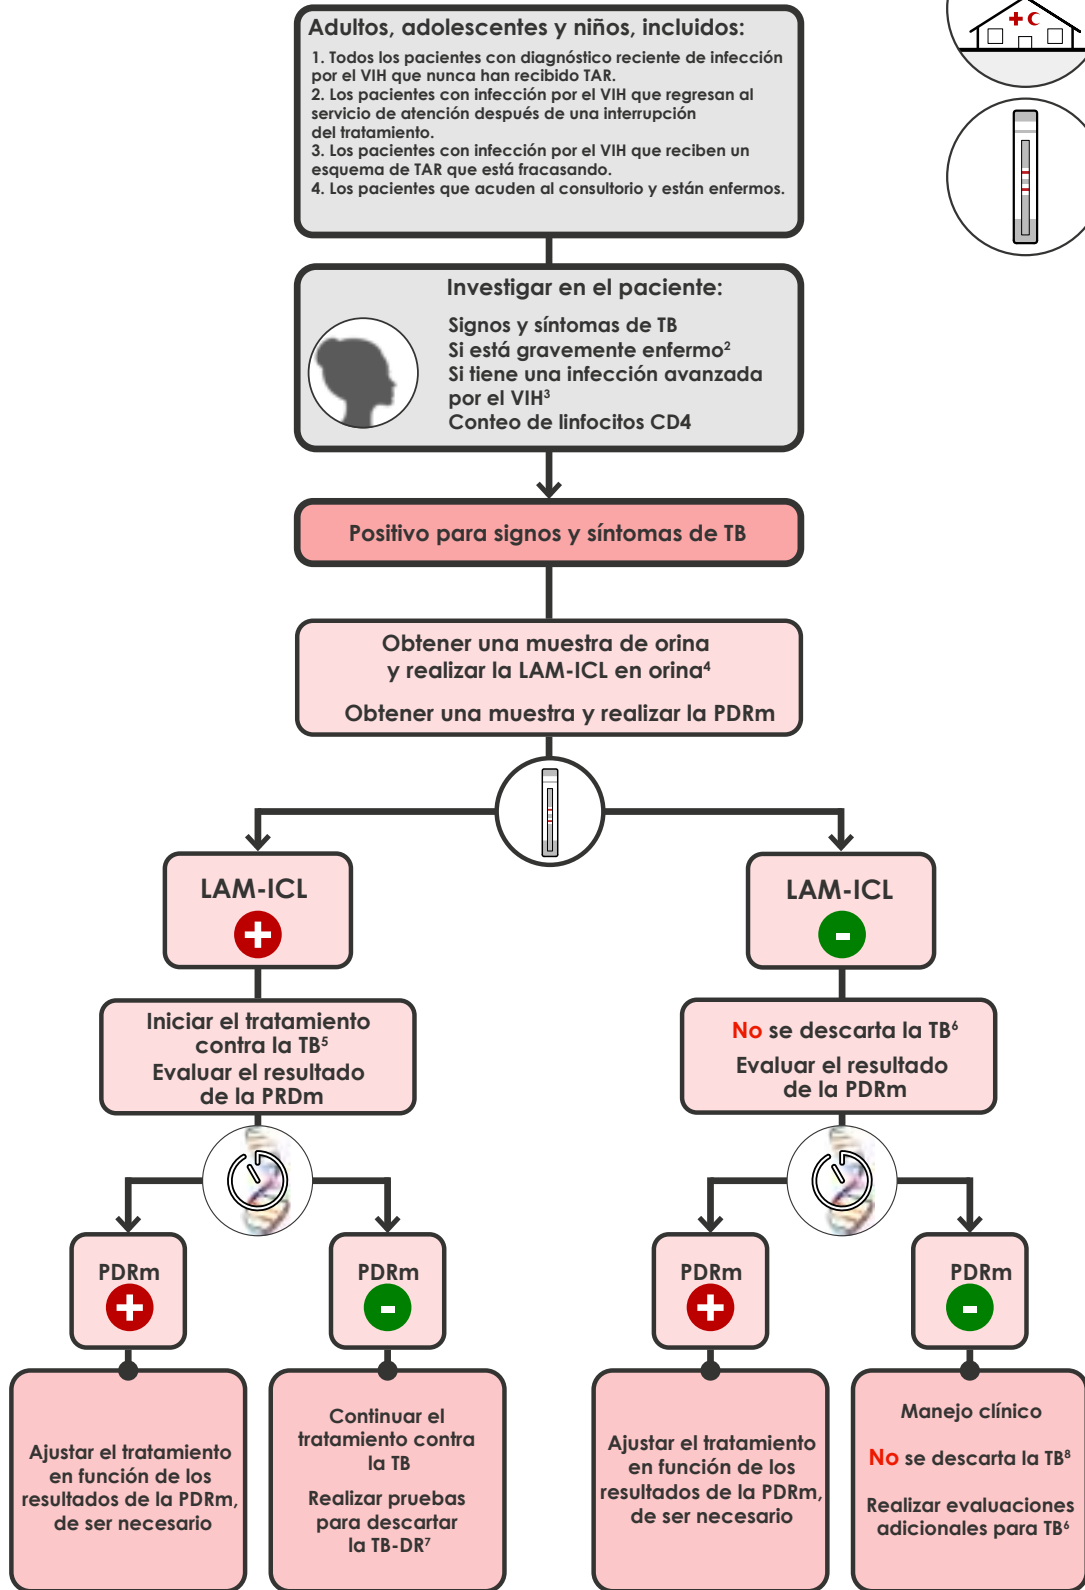 Adultos, adolescentes y niños, incluidos:
1. Todos los pacientes con diagnóstico reciente de infección
por el VIH que nunca han recibido TAR.
2. Los pacientes con infección por el VIH que regresan al
servicio de atención después de una interrupción
del tratamiento.
3. Los pacientes con infección por el VIH que reciben un
esquema de TAR que está fracasando.
4. Los pacientes que acuden al consultorio y están enfermos.
Investigar en el paciente:
Signos y síntomas de TB
Si está gravemente enfermo²
Si tiene una infección avanzada
por el VIH³
Conteo de linfocitos CD4
Positivo para signos y síntomas de TB
Obtener una muestra de orina
y realizar la LAM-ICL en orina⁴
Obtener una muestra y realizar la PDRm
LAM-ICL
+
LAM-ICL
-
Iniciar el tratamiento
contra la TB⁵
Evaluar el resultado
de la PRDm
No se descarta la TB⁶
Evaluar el resultado
de la PDRm
PDRm
+
PDRm
-
PDRm
+
PDRm
-
Ajustar el tratamiento
en función de los
resultados de la PDRm,
de ser necesario
Continuar el
tratamiento contra
la TB
Realizar pruebas
para descartar
la TB-DR⁷
Ajustar el tratamiento
en función de los
resultados de la PDRm,
de ser necesario
Manejo clínico
No se descarta la TB⁸
Realizar evaluaciones
adicionales para TB⁶